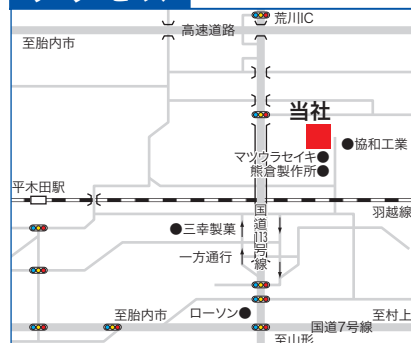 荒川IC
高速道路
至胎内市
当社
協和工業
マツウラセイキ
熊倉製作所
平木田駅
羽越線
国道113号線
三幸製菓
一方通行
至胎内市
ローソン
至村上
国道7号線
至山形